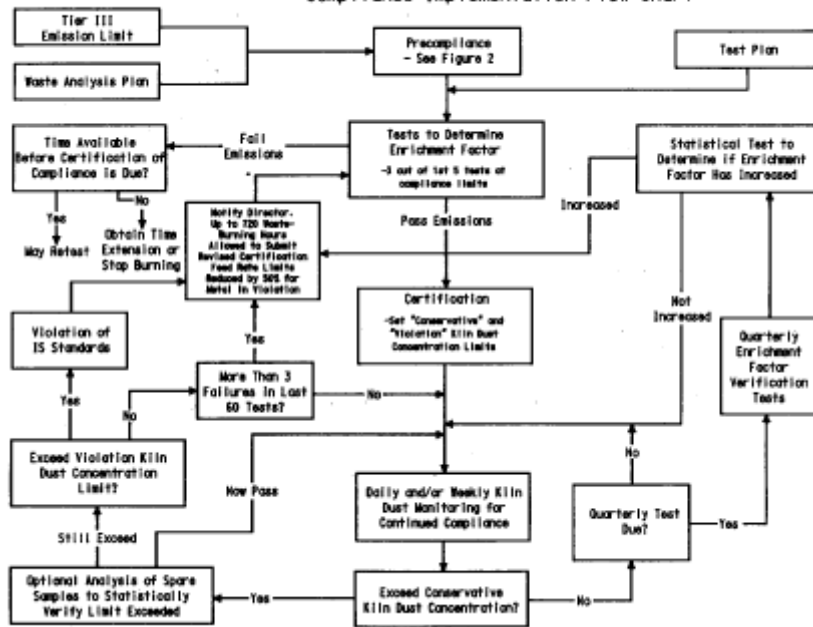 Compliance Implementation Flow Chart
Tier III
Emission Limit
Waste Analysis Plan
Precompliance
- See Figure 2
Test Plan
Time Available
Before Certification of
Compliance is Due?
Fail
Emissions
Tests to Determine
Enrichment Factor
-3 out of 1st 5 tests at
compliance limits
Statistical Test to
Determine if Enrichment
Factor Has Increased
Yes
No
May Retest
Obtain Time
Extension or
Stop Burning
Notify Director.
Up to 720 Waste-
Burning Hours
Allowed to Submit
Revised Certification
Feed Rate Limits
Reduced by 50% for
Metal in Violation
Pass Emissions
Increased
Not
Increased
Certification
-Set "Conservative" and
"Violation" Kiln Dust
Concentration Limits
Violation of
IS Standards
Yes
Quarterly
Enrichment
Factor
Verification
Tests
More Than 3
Failures in Last
60 Tests?
No
Yes
No
Exceed Violation Kiln
Dust Concentration
Limit?
Now Pass
Daily and/or Weekly Kiln
Dust Monitoring for
Continued Compliance
No
Quarterly Test
Due?
Yes
Still Exceed
Optional Analysis of Spare
Samples to Statistically
Verify Limit Exceeded
Yes
Exceed Conservative
Kiln Dust Concentration?
No